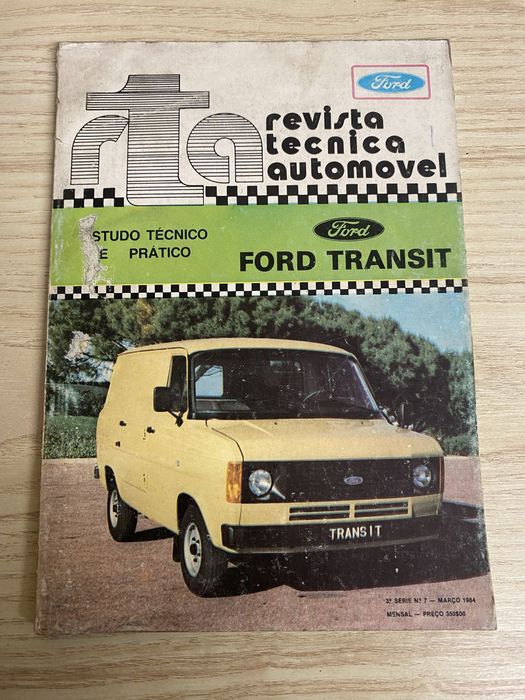 Ford
rta
revista
tecnica
automovel
STUDO TÉCNICO
E PRÁTICO
Ford
FORD TRANSIT
Ford
TRANSIT
3ª SÉRIE N.º 7 — MARÇO 1984
MENSAL — PREÇO 350$00